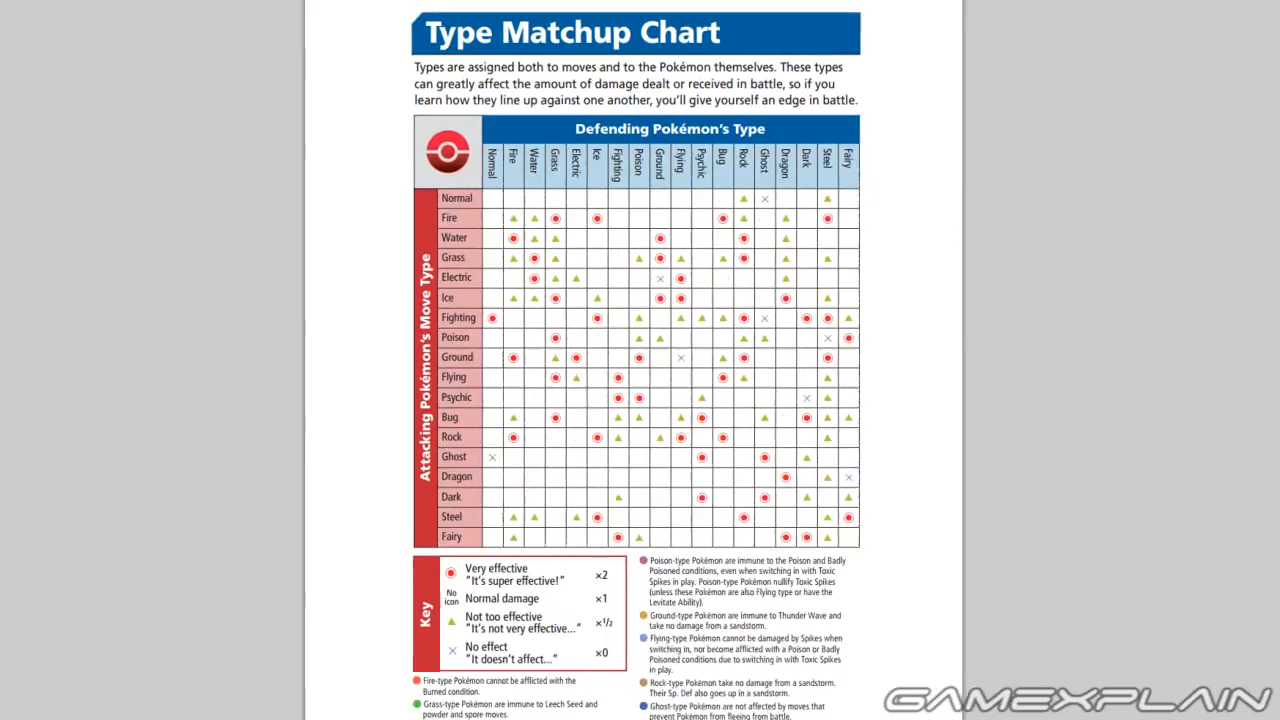 Type Matchup Chart
Types are assigned both to moves and to the Pokémon themselves. These types
can greatly affect the amount of damage dealt or received in battle, so if you
learn how they line up against one another, you'll give yourself an edge in battle.
Defending Pokémon's Type
Normal Fire Water Grass Electric Ice Fighting Poison Ground Flying Psychic Bug Rock Ghost Dragon Dark Steel Fairy
Attacking Pokémon's Move Type
Normal
Fire
Water
Grass
Electric
Ice
Fighting
Poison
Ground
Flying
Psychic
Bug
Rock
Ghost
Dragon
Dark
Steel
Fairy
Key
Very effective
"It's super effective!" ×2
No icon Normal damage ×1
Not too effective
"It's not very effective..." ×1/2
No effect
"It doesn't affect..." ×0
Fire-type Pokémon cannot be afflicted with the
Burned condition.
Grass-type Pokémon are immune to Leech Seed and
powder and spore moves.
Poison-type Pokémon are immune to the Poison and Badly
Poisoned conditions, even when switching in with Toxic
Spikes in play. Poison-type Pokémon nullify Toxic Spikes
(unless these Pokémon are also Flying type or have the
Levitate Ability).
Ground-type Pokémon are immune to Thunder Wave and
take no damage from a sandstorm.
Flying-type Pokémon cannot be damaged by Spikes when
switching in, nor become afflicted with a Poison or Badly
Poisoned conditions due to switching in with Toxic Spikes
in play.
Rock-type Pokémon take no damage from a sandstorm.
Their Sp. Def also goes up in a sandstorm.
Ghost-type Pokémon are not affected by moves that
prevent Pokémon from fleeing from battle.
GAMEXPLAIN